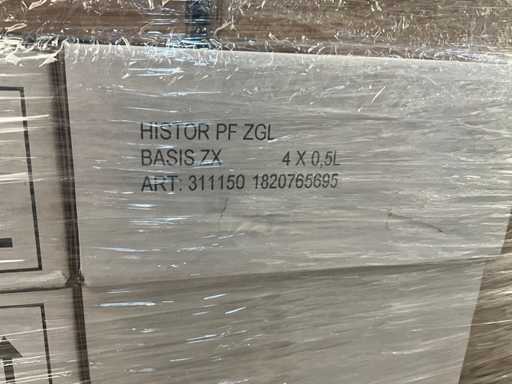 HISTOR PF ZGL
BASIS ZX 4 X 0,5L
ART: 311150 1820765695